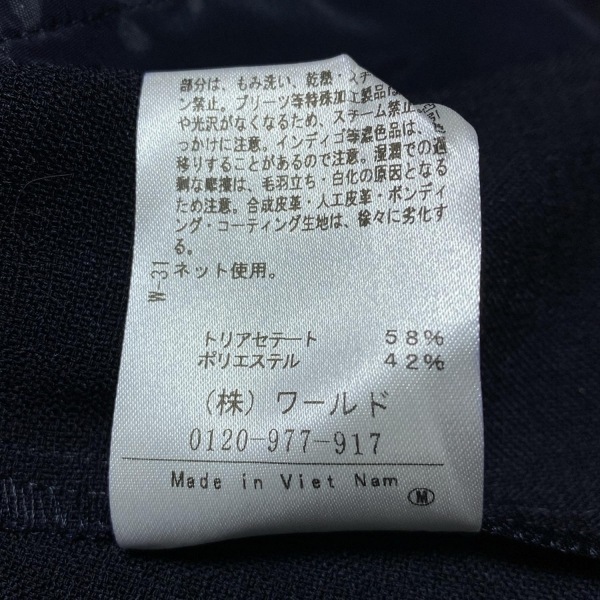 部分は、もみ洗い、乾燥・スチー
ン禁止。プリーツ等特殊加工製品は
や光沢がなくなるため、スチーム禁止
っかけに注意。インディゴ等濃色品は、
移りすることがあるので注意。湿潤での過
剰な摩擦は、毛羽立ち・白化の原因となる
ため注意。合成皮革・人工皮革・ボンディ
ング・コーティング生地は、徐々に劣化す
る。
ネット使用。
W-31
トリアセテート 58%
ポリエステル 42%
(株)ワールド
0120-977-917
Made in Viet Nam
M